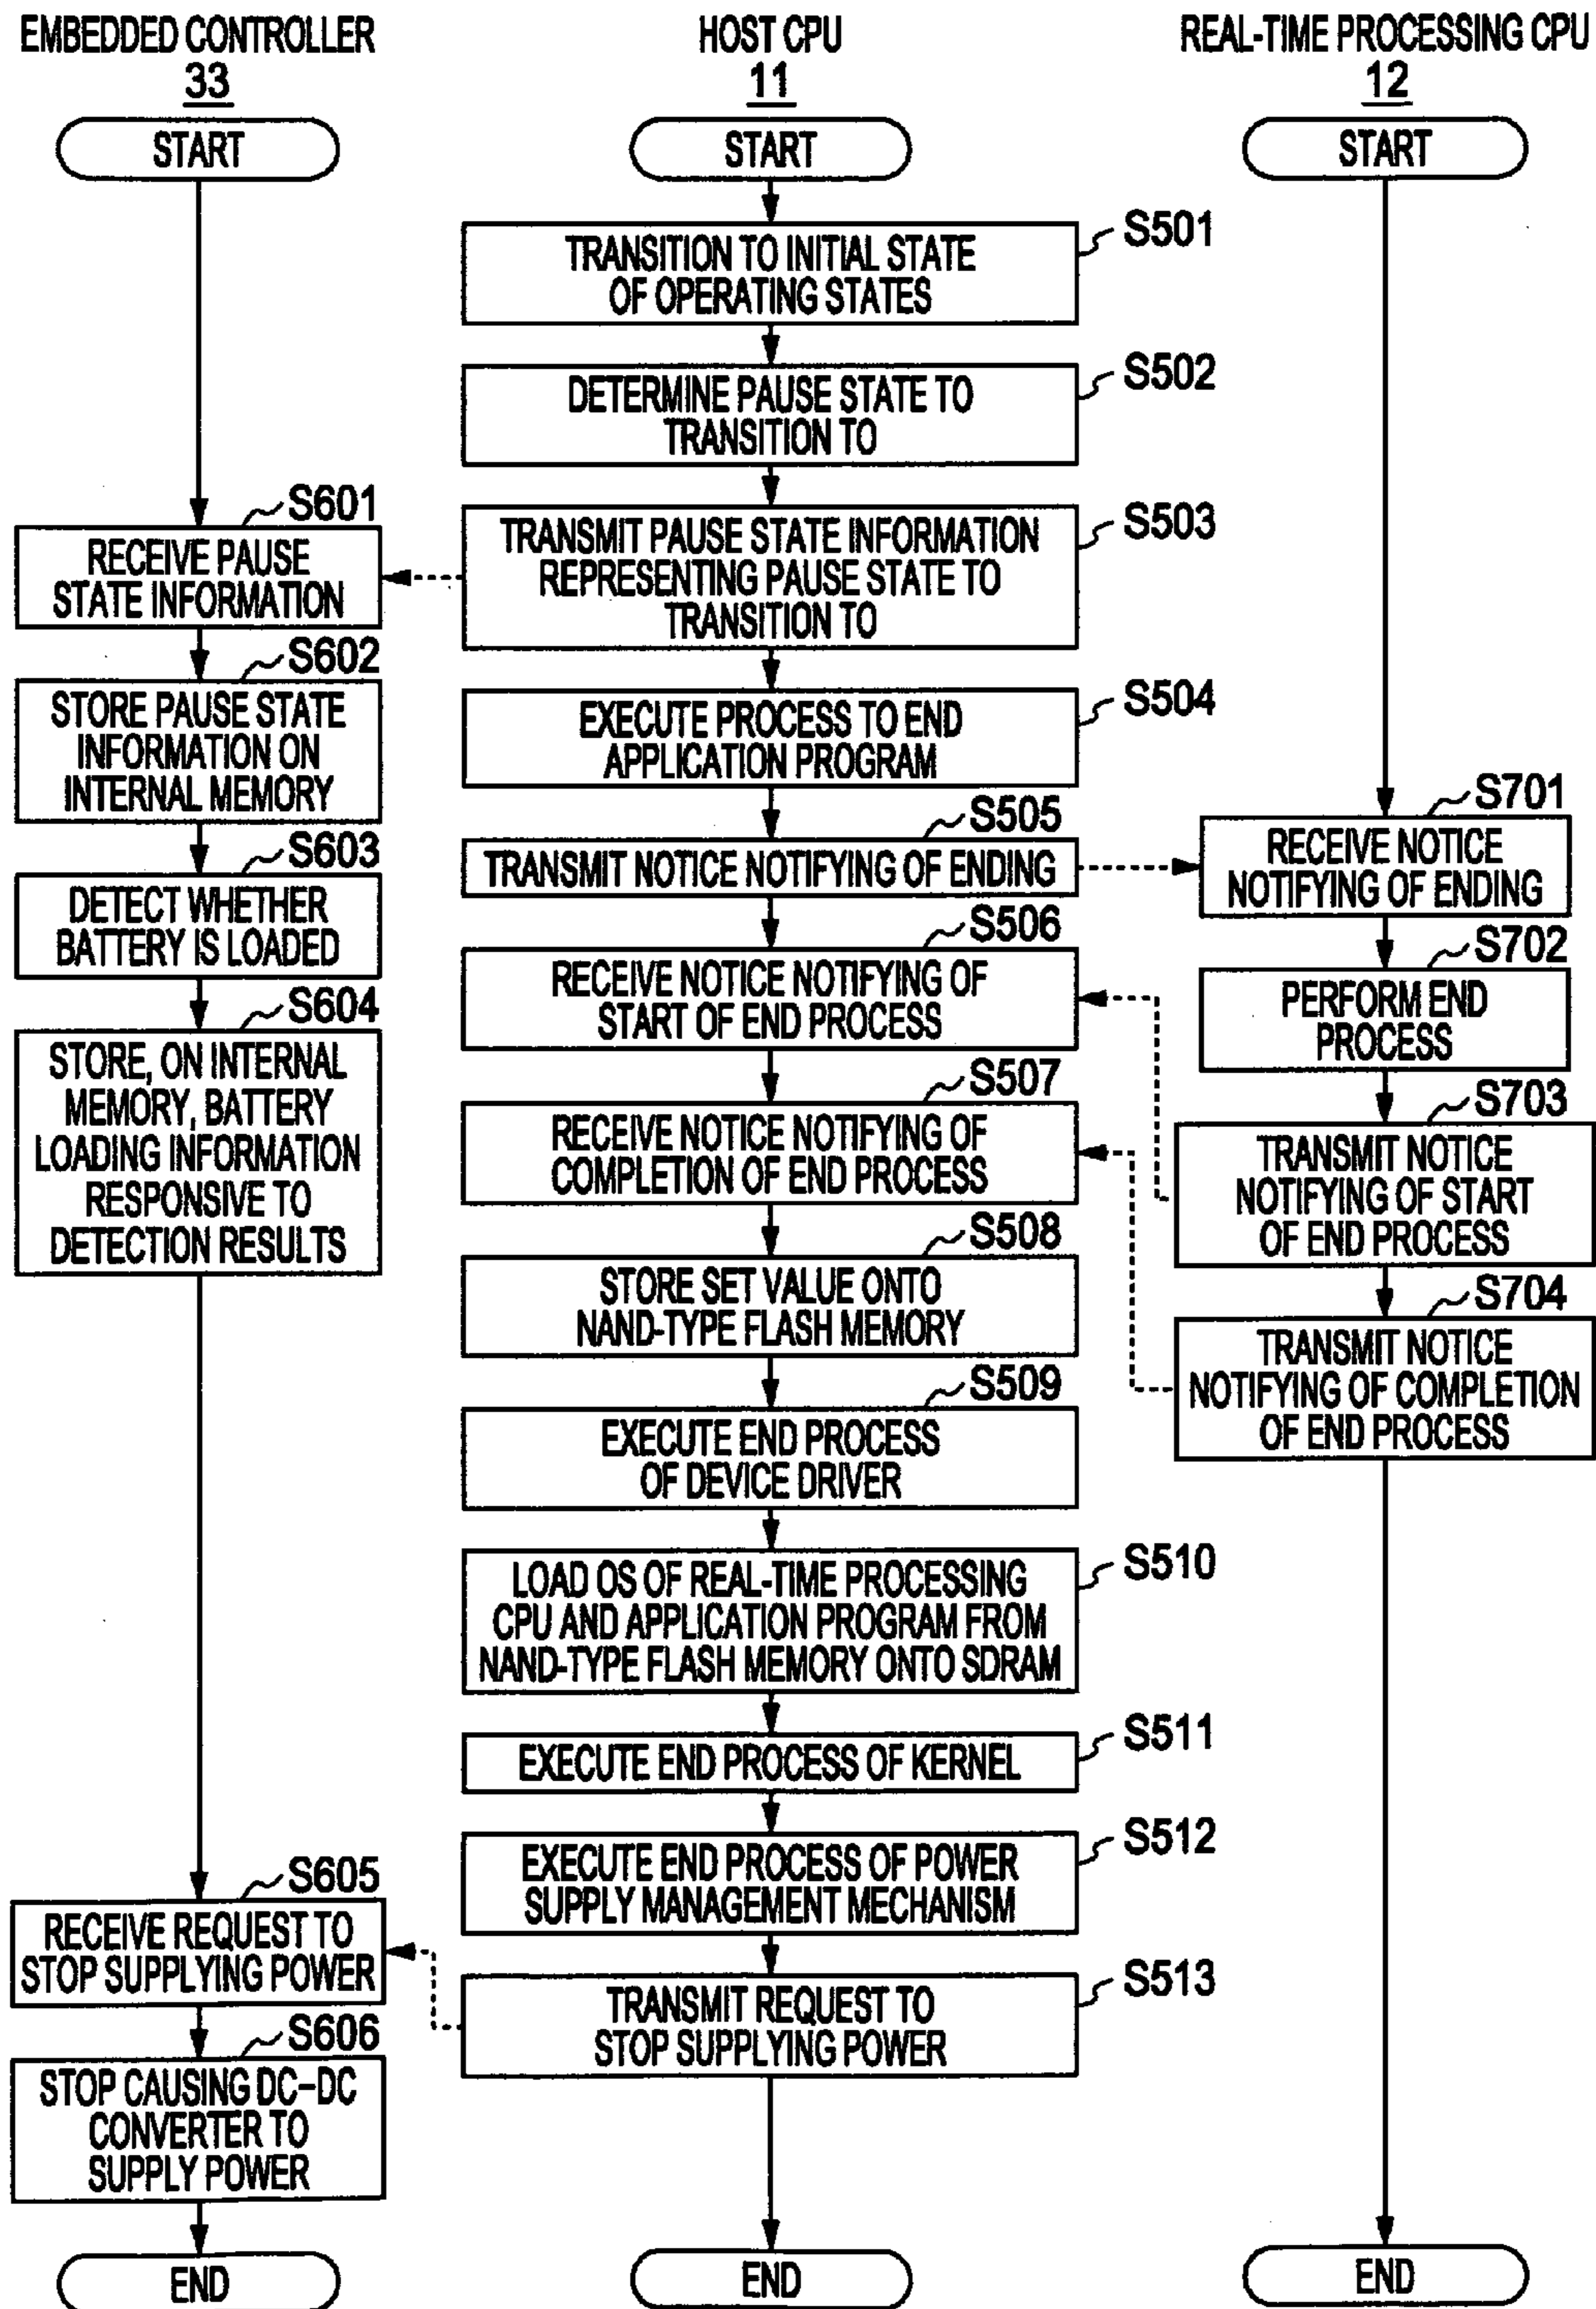 EMBEDDED CONTROLLER
33
START
S601
RECEIVE PAUSE
STATE INFORMATION
S602
STORE PAUSE STATE
INFORMATION ON
INTERNAL MEMORY
S603
DETECT WHETHER
BATTERY IS LOADED
S604
STORE, ON INTERNAL
MEMORY, BATTERY
LOADING INFORMATION
RESPONSIVE TO
DETECTION RESULTS
S605
RECEIVE REQUEST TO
STOP SUPPLYING POWER
S606
STOP CAUSING DC-DC
CONVERTER TO
SUPPLY POWER
END
HOST CPU
11
START
S501
TRANSITION TO INITIAL STATE
OF OPERATING STATES
S502
DETERMINE PAUSE STATE TO
TRANSITION TO
S503
TRANSMIT PAUSE STATE INFORMATION
REPRESENTING PAUSE STATE TO
TRANSITION TO
S504
EXECUTE PROCESS TO END
APPLICATION PROGRAM
S505
TRANSMIT NOTICE NOTIFYING OF ENDING
S506
RECEIVE NOTICE NOTIFYING OF
START OF END PROCESS
S507
RECEIVE NOTICE NOTIFYING OF
COMPLETION OF END PROCESS
S508
STORE SET VALUE ONTO
NAND-TYPE FLASH MEMORY
S509
EXECUTE END PROCESS
OF DEVICE DRIVER
S510
LOAD OS OF REAL-TIME PROCESSING
CPU AND APPLICATION PROGRAM FROM
NAND-TYPE FLASH MEMORY ONTO SDRAM
S511
EXECUTE END PROCESS OF KERNEL
S512
EXECUTE END PROCESS OF POWER
SUPPLY MANAGEMENT MECHANISM
S513
TRANSMIT REQUEST TO
STOP SUPPLYING POWER
END
REAL-TIME PROCESSING CPU
12
START
S701
RECEIVE NOTICE
NOTIFYING OF ENDING
S702
PERFORM END
PROCESS
S703
TRANSMIT NOTICE
NOTIFYING OF START
OF END PROCESS
S704
TRANSMIT NOTICE
NOTIFYING OF COMPLETION
OF END PROCESS
END